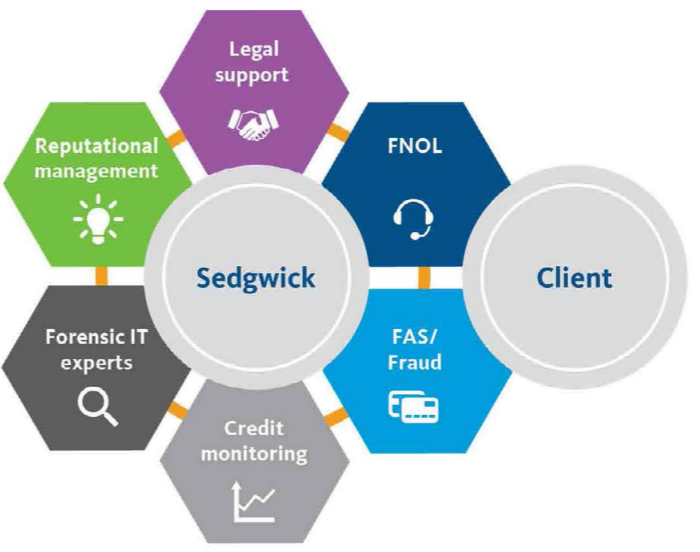 Legal
support
Reputational
management
FNOL
Sedgwick
Client
Forensic IT
experts
FAS/
Fraud
Credit
monitoring